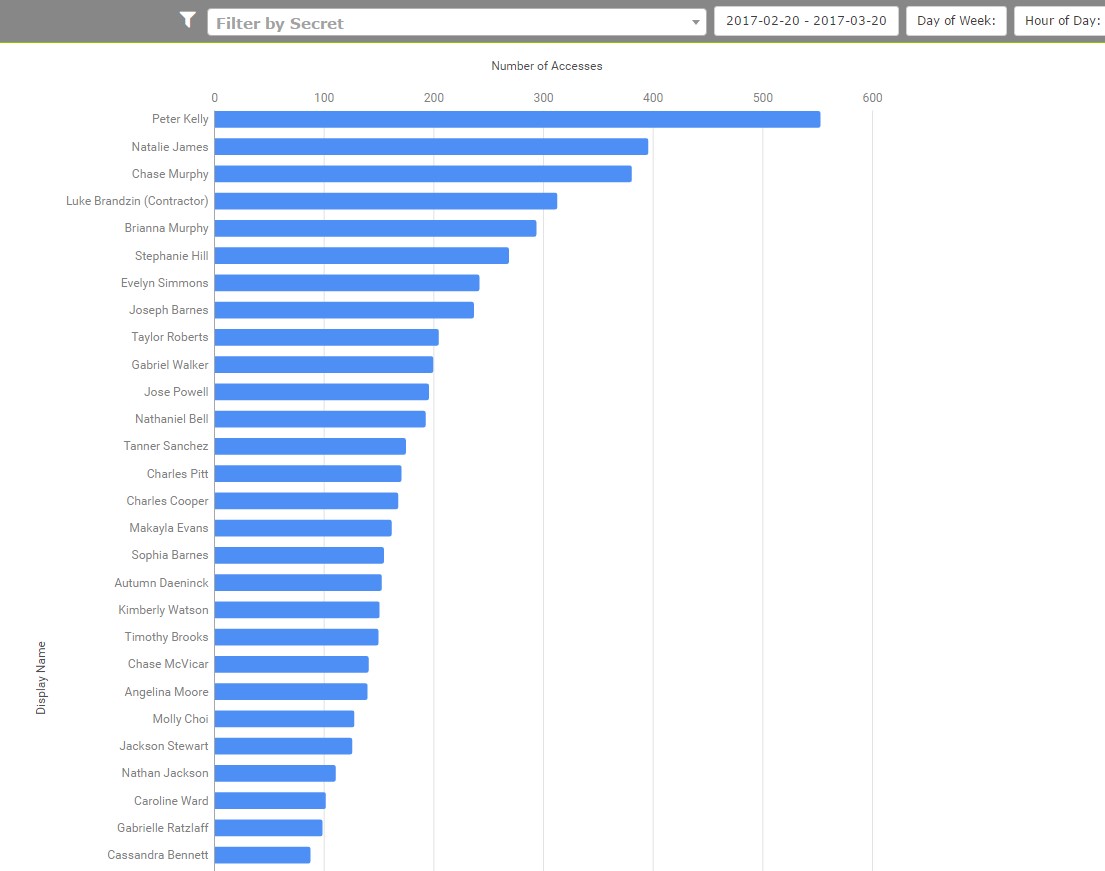 Filter by Secret
2017-02-20 - 2017-03-20
Day of Week:
Hour of Day:
Number of Accesses
0 100 200 300 400 500 600
Peter Kelly
Natalie James
Chase Murphy
Luke Brandzin (Contractor)
Brianna Murphy
Stephanie Hill
Evelyn Simmons
Joseph Barnes
Taylor Roberts
Gabriel Walker
Jose Powell
Nathaniel Bell
Tanner Sanchez
Charles Pitt
Charles Cooper
Makayla Evans
Sophia Barnes
Autumn Daeninck
Kimberly Watson
Timothy Brooks
Chase McVicar
Angelina Moore
Molly Choi
Jackson Stewart
Nathan Jackson
Caroline Ward
Gabrielle Ratzlaff
Cassandra Bennett
Display Name